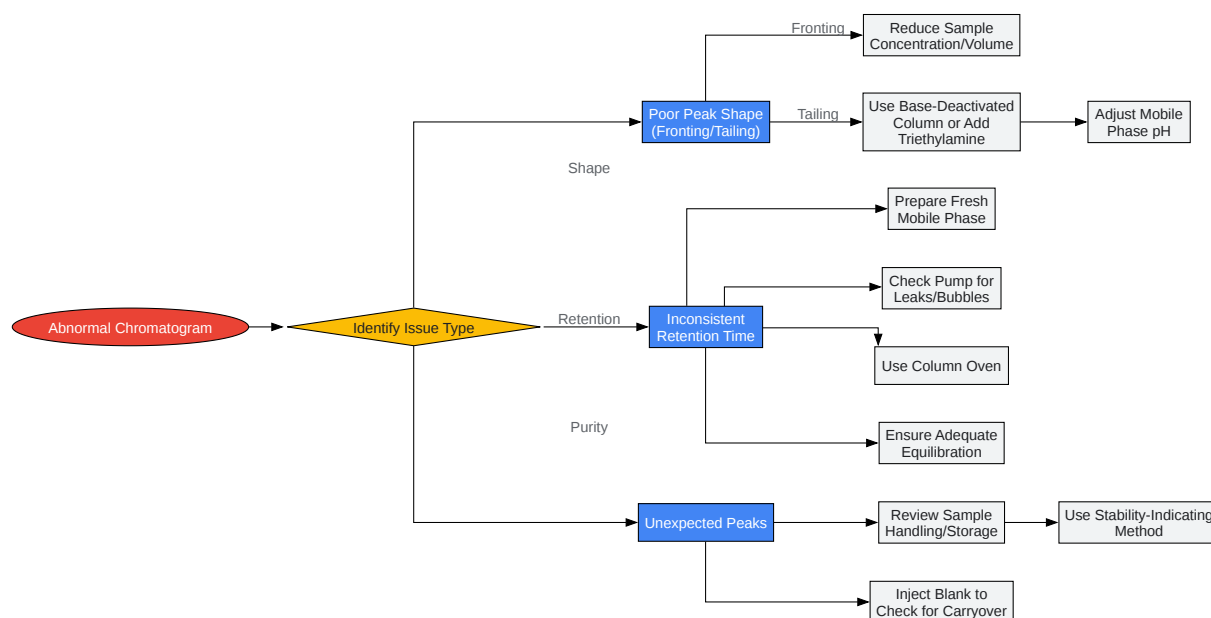 Fronting
Reduce Sample
Concentration/Volume
Poor Peak Shape
(Fronting/Tailing)
Tailing
Use Base-Deactivated
Column or Add
Triethylamine
Adjust Mobile
Phase pH
Shape
Prepare Fresh
Mobile Phase
Check Pump for
Leaks/Bubbles
Abnormal Chromatogram
Identify Issue Type
Retention
Inconsistent
Retention Time
Use Column Oven
Purity
Ensure Adequate
Equilibration
Unexpected Peaks
Review Sample
Handling/Storage
Use Stability-Indicating
Method
Inject Blank to
Check for Carryover